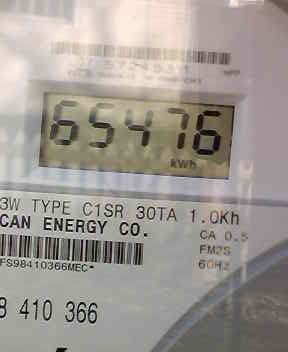 65476
kWh
3W TYPE C1SR 30TA 1.0Kh
CAN ENERGY CO. CA 0.5
FM2S
FS98410366MEC* 60Hz
8 410 366